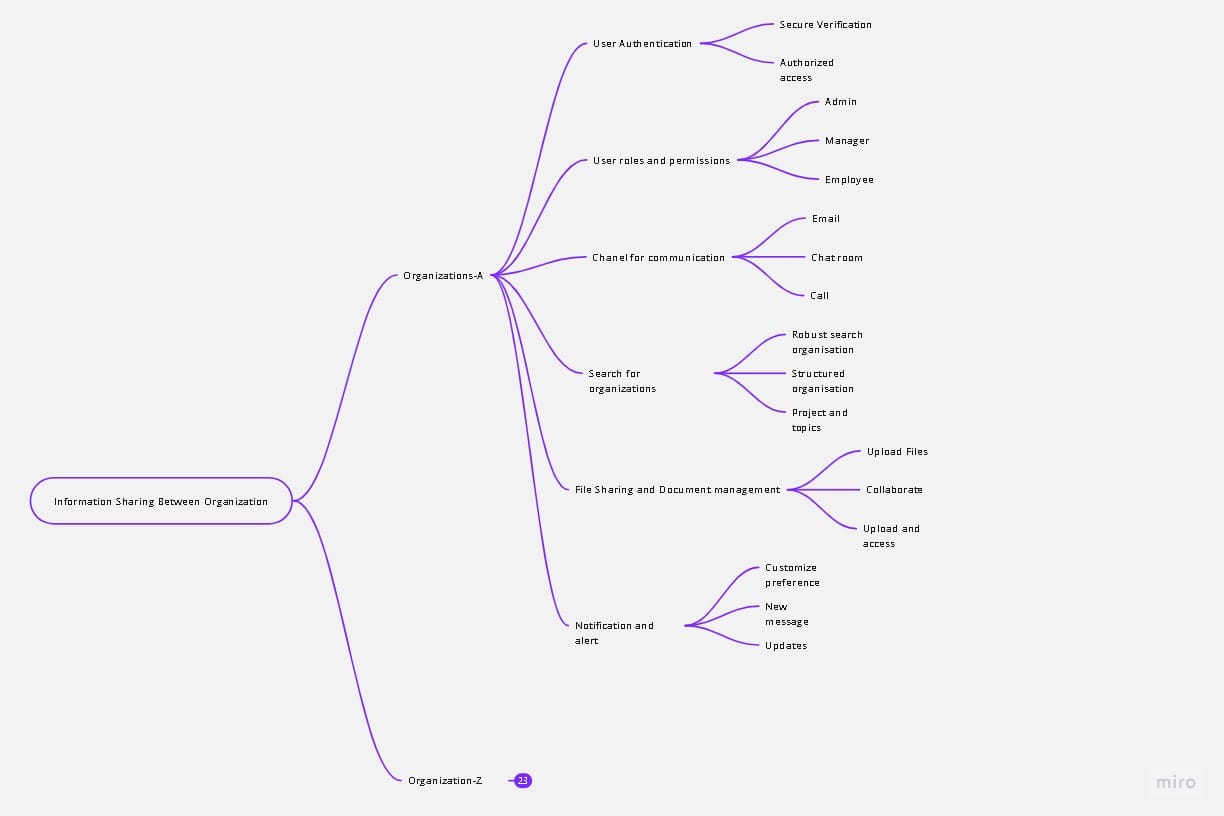 Information Sharing Between Organization
Organizations-A
User Authentication
Secure Verification
Authorized
access
User roles and permissions
Admin
Manager
Employee
Chanel for communication
Email
Chat room
Call
Search for
organizations
Robust search
organisation
Structured
organisation
Project and
topics
File Sharing and Document management
Upload Files
Collaborate
Upload and
access
Notification and
alert
Customize
preference
New
message
Updates
Organization-Z
23
miro